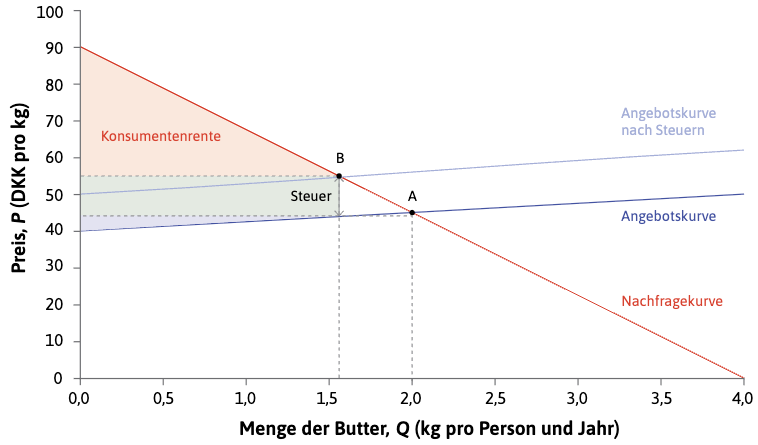 100
90
80
70
60
50
40
30
20
10
0
Preis, P (DKK pro kg)
Konsumentenrente
Angebotskurve
nach Steuern
B
Steuer
A
Angebotskurve
Nachfragekurve
0,0
0,5
1,0
1,5
2,0
2,5
3,0
3,5
4,0
Menge der Butter, Q (kg pro Person und Jahr)